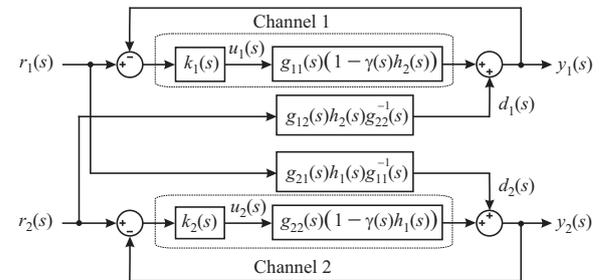 Channel 1
r₁(s) k₁(s) u₁(s) g₁₁(s)(1 − γ(s)h₂(s)) y₁(s)
g₁₂(s)h₂(s)g₂₂⁻¹(s) d₁(s)
g₂₁(s)h₁(s)g₁₁⁻¹(s) d₂(s)
r₂(s) k₂(s) u₂(s) g₂₂(s)(1 − γ(s)h₁(s)) y₂(s)
Channel 2